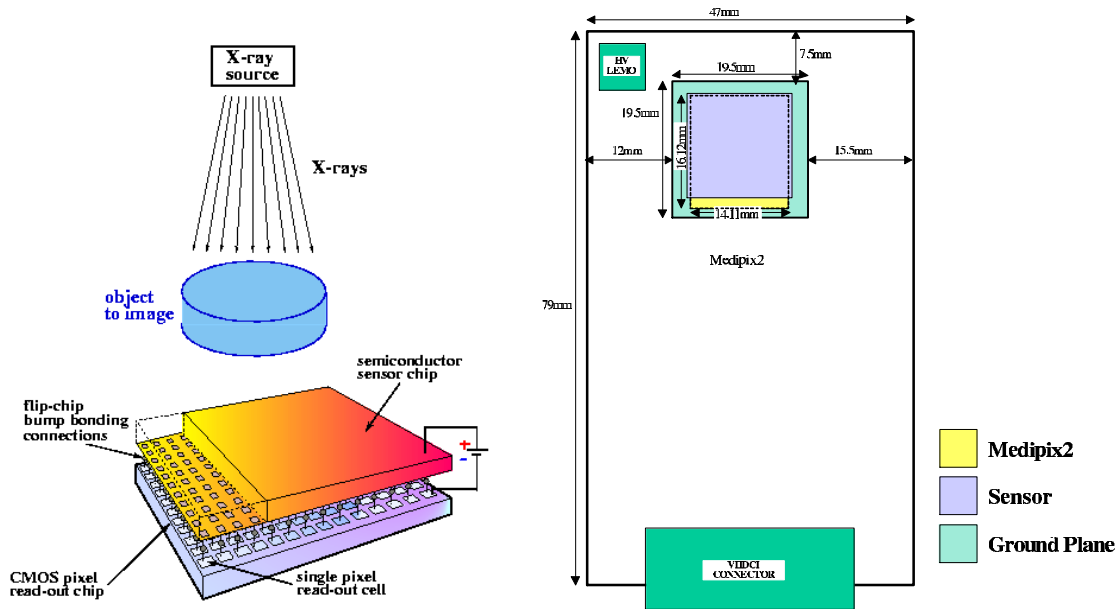 X-ray
source
X-rays
object
to image
semiconductor
sensor chip
flip-chip
bump bonding
connections
+
-
CMOS pixel
read-out chip
single pixel
read-out cell
47mm
HV
LEMO
7.5mm
19.5mm
19.5mm
16.12mm
12mm
15.5mm
14.11mm
Medipix2
79mm
VHDCI
CONNECTOR
Medipix2
Sensor
Ground Plane